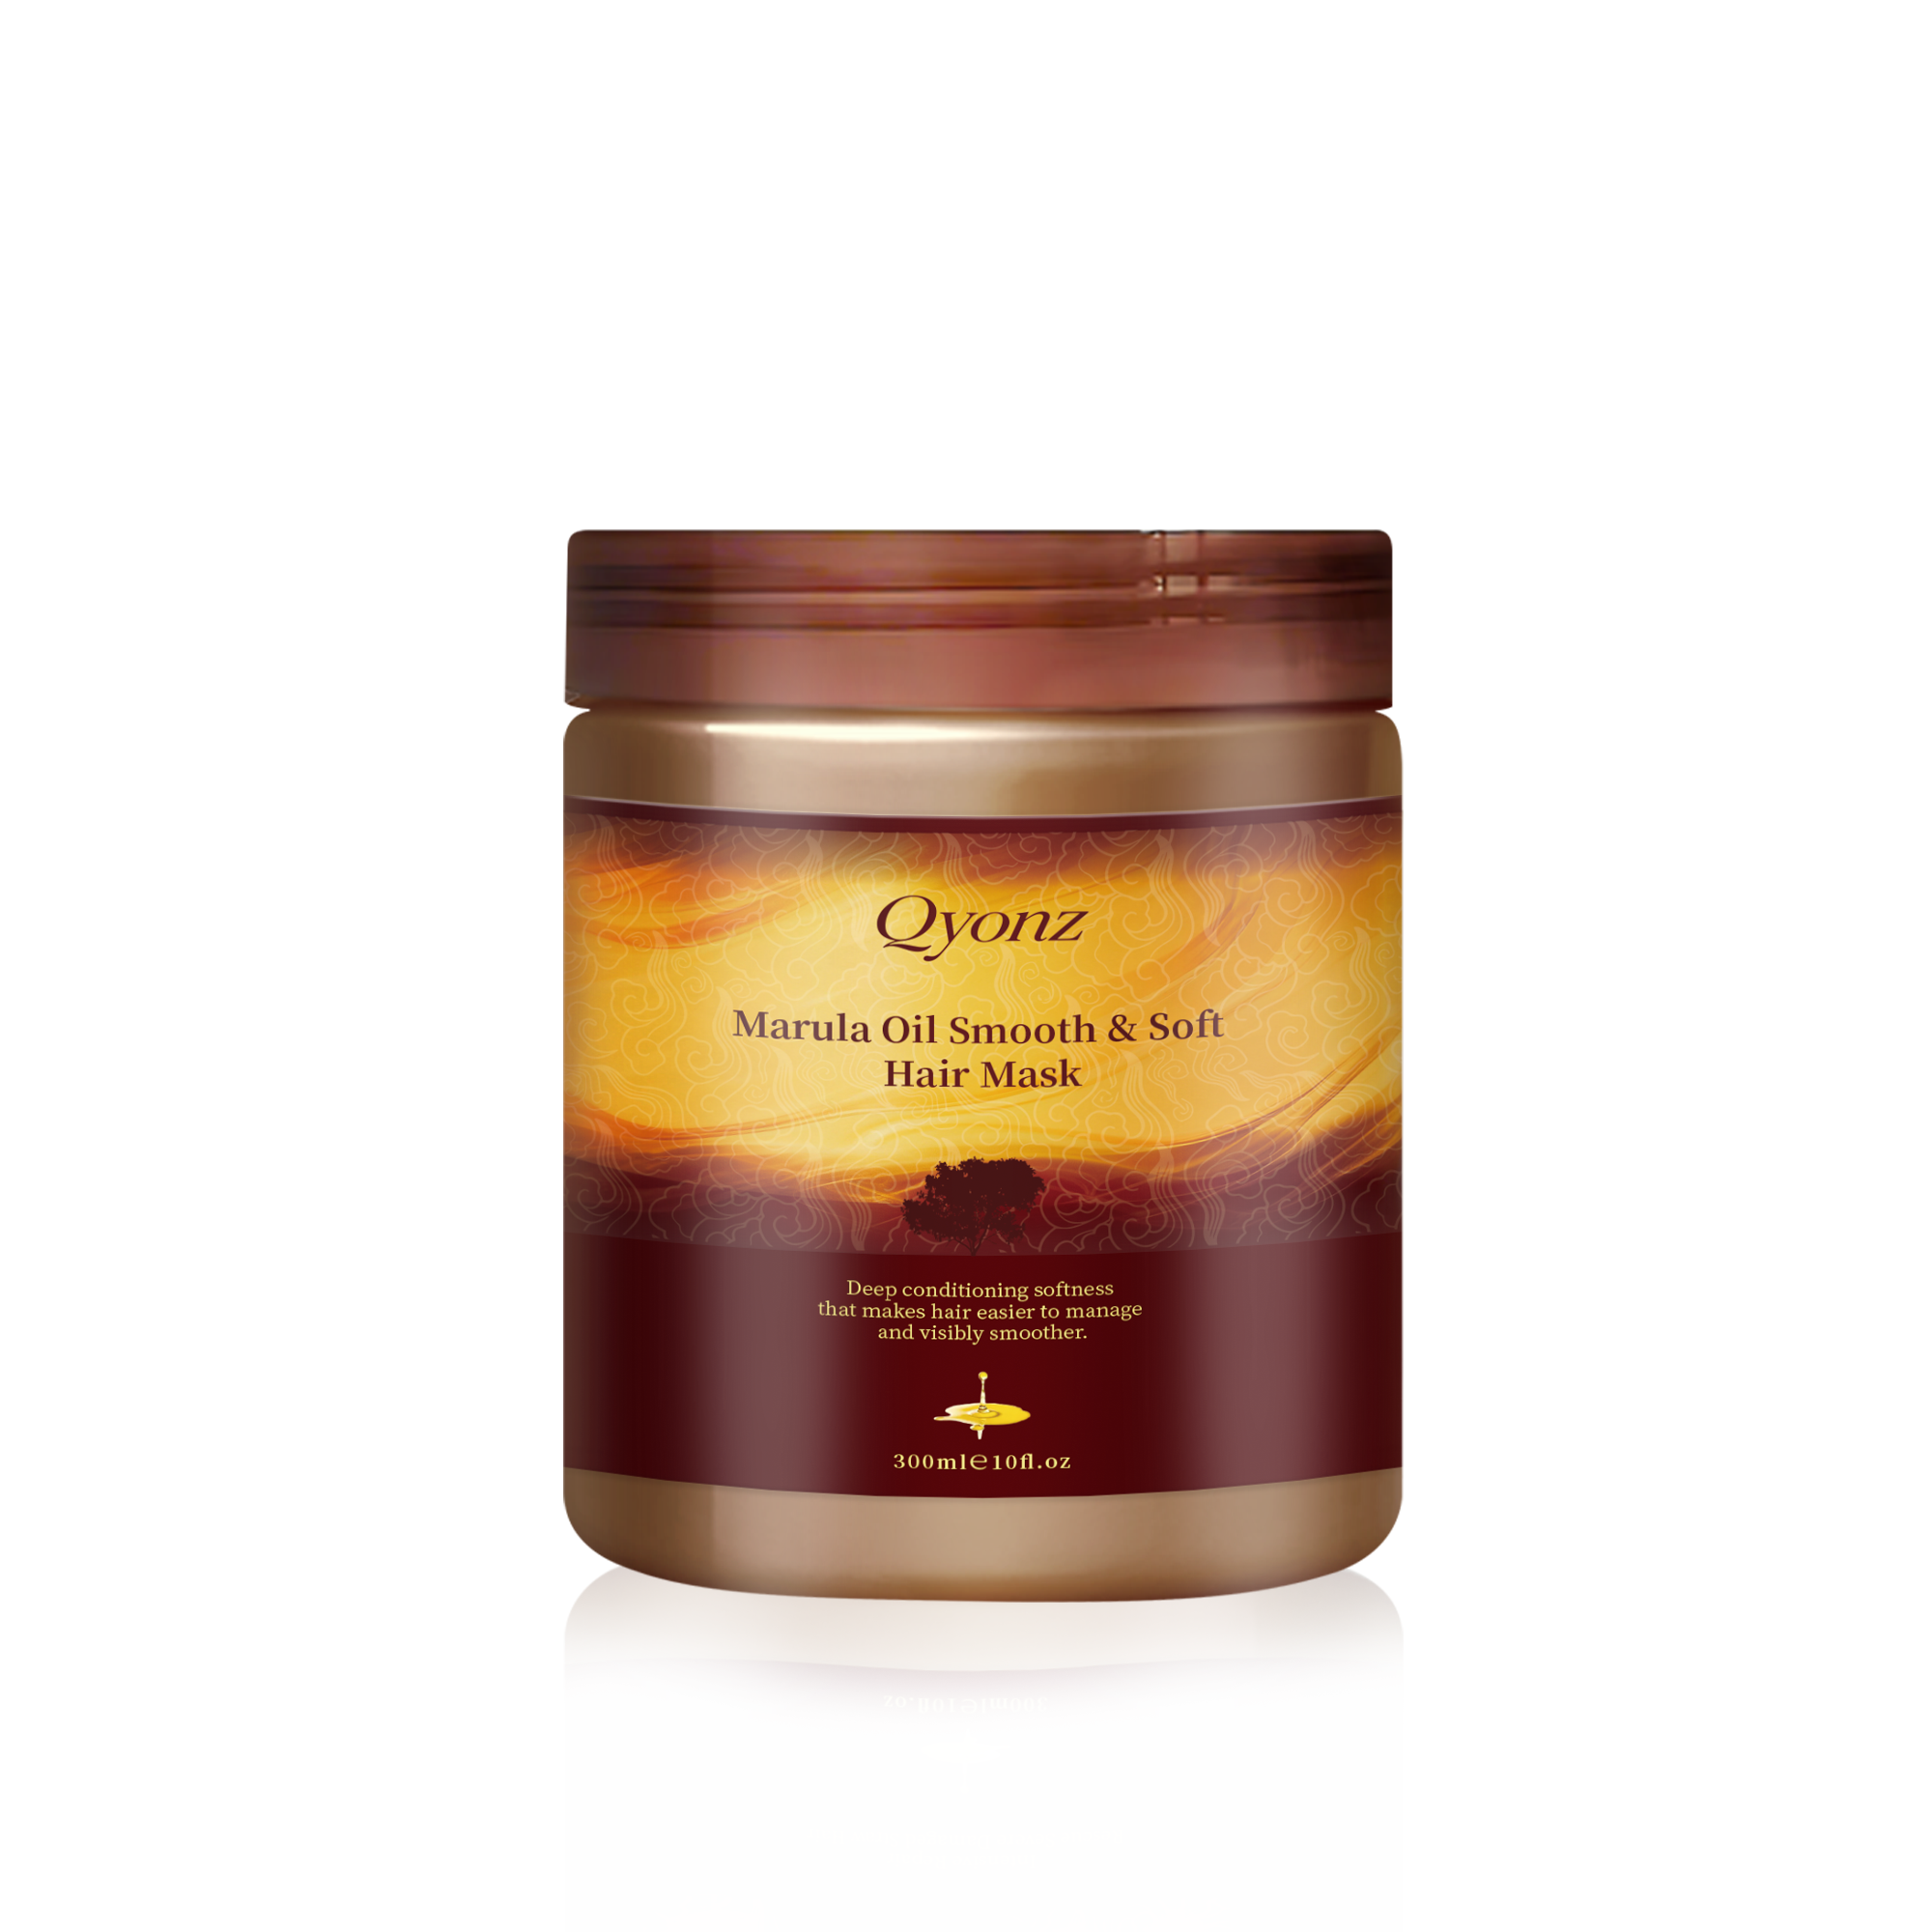 Qyonz
Marula Oil Smooth & Soft
Hair Mask
Deep conditioning softness
that makes hair easier to manage
and visibly smoother.
300ml℮10fl.oz